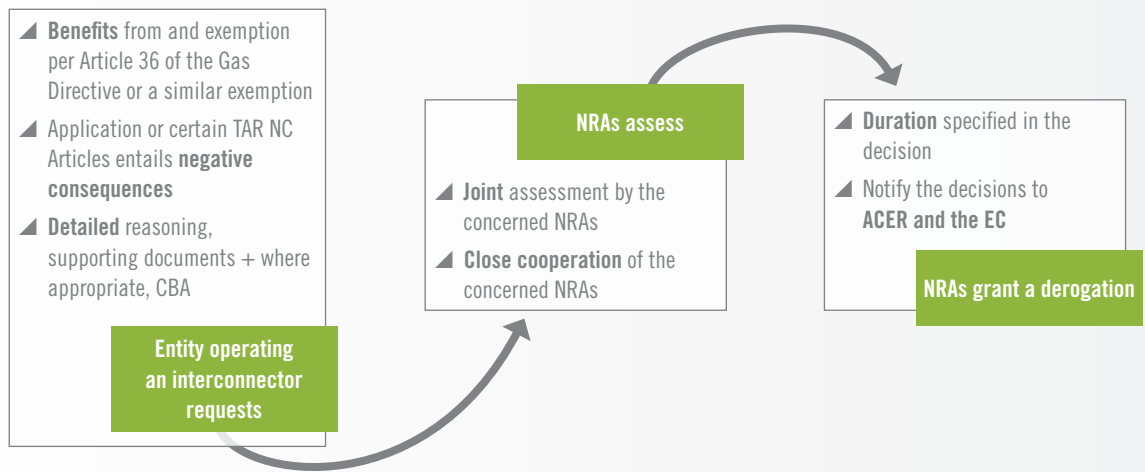 Benefits from and exemption
per Article 36 of the Gas
Directive or a similar exemption
Application or certain TAR NC
Articles entails negative
consequences
Detailed reasoning,
supporting documents + where
appropriate, CBA
Entity operating
an interconnector
requests
NRAs assess
Joint assessment by the
concerned NRAs
Close cooperation of the
concerned NRAs
Duration specified in the
decision
Notify the decisions to
ACER and the EC
NRAs grant a derogation